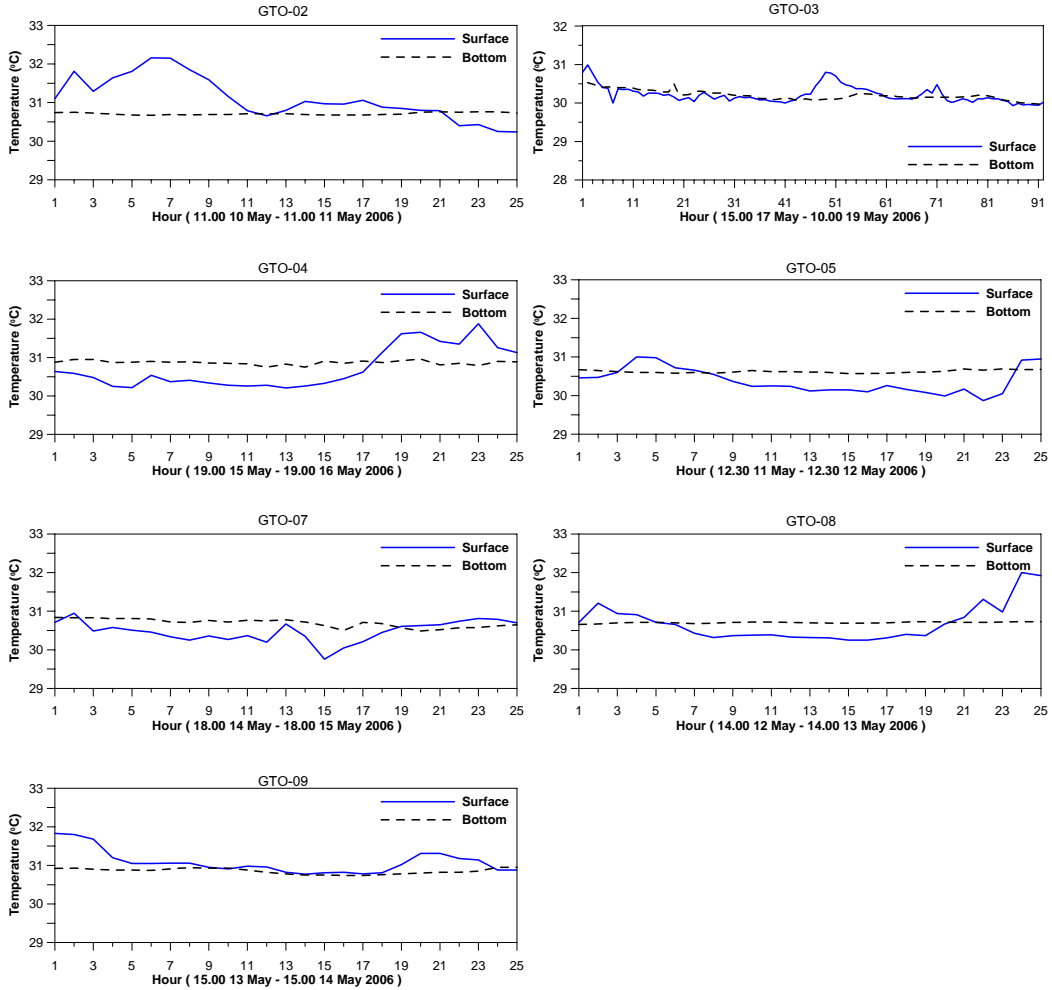 GTO-02
33
32
31
30
29
Temperature (ºC)
Surface
Bottom
1 3 5 7 9 11 13 15 17 19 21 23 25
Hour ( 11.00 10 May - 11.00 11 May 2006 )
GTO-03
32
31
30
29
28
Temperature (ºC)
Surface
Bottom
1 11 21 31 41 51 61 71 81 91
Hour ( 15.00 17 May - 10.00 19 May 2006 )
GTO-04
33
32
31
30
29
Temperature (ºC)
Surface
Bottom
1 3 5 7 9 11 13 15 17 19 21 23 25
Hour ( 19.00 15 May - 19.00 16 May 2006 )
GTO-05
33
32
31
30
29
Temperature (ºC)
Surface
Bottom
1 3 5 7 9 11 13 15 17 19 21 23 25
Hour ( 12.30 11 May - 12.30 12 May 2006 )
GTO-07
33
32
31
30
29
Temperature (ºC)
Surface
Bottom
1 3 5 7 9 11 13 15 17 19 21 23 25
Hour ( 18.00 14 May - 18.00 15 May 2006 )
GTO-08
33
32
31
30
29
Temperature (ºC)
Surface
Bottom
1 3 5 7 9 11 13 15 17 19 21 23 25
Hour ( 14.00 12 May - 14.00 13 May 2006 )
GTO-09
33
32
31
30
29
Temperature (ºC)
Surface
Bottom
1 3 5 7 9 11 13 15 17 19 21 23 25
Hour ( 15.00 13 May - 15.00 14 May 2006 )